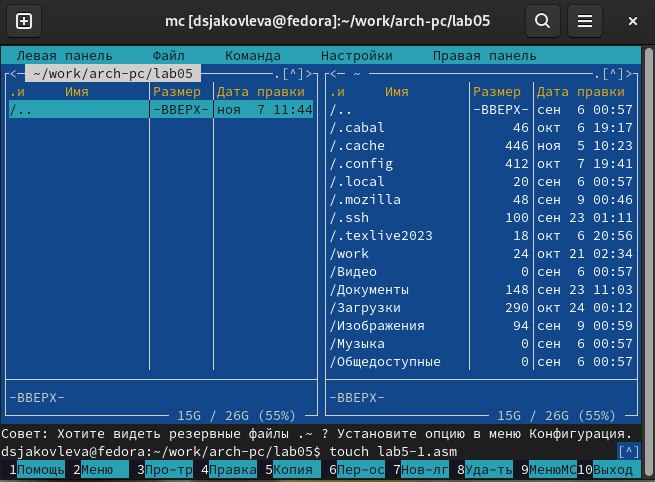 mc [dsjakovleva@fedora]:~/work/arch-pc/lab05
Левая панель Файл Команда Настройки Правая панель
<— ~/work/arch-pc/lab05 .[^]> <— ~ .[^]>
.и Имя Размер Дата правки .и Имя Размер Дата правки
/.. -ВВЕРХ- ноя 7 11:44 /.. -ВВЕРХ- сен 6 00:57
/.cabal 46 окт 6 19:17
/.cache 446 ноя 5 10:23
/.config 412 окт 7 19:41
/.local 20 сен 6 00:57
/.mozilla 48 сен 9 00:46
/.ssh 100 сен 23 01:11
/.texlive2023 18 окт 6 20:56
/work 24 окт 21 02:34
/Видео 0 сен 6 00:57
/Документы 148 сен 23 11:03
/Загрузки 290 окт 24 00:12
/Изображения 94 сен 9 00:59
/Музыка 0 сен 6 00:57
/Общедоступные 0 сен 6 00:57
-ВВЕРХ- -ВВЕРХ-
15G / 26G (55%) 15G / 26G (55%)
Совет: Хотите видеть резервные файлы .~ ? Установите опцию в меню Конфигурация.
dsjakovleva@fedora:~/work/arch-pc/lab05$ touch lab5-1.asm [^]
1Помощь 2Меню 3Про~тр 4Правка 5Копия 6Пер~ос 7Нов~лг 8Уда~ть 9МенюMC 10Выход